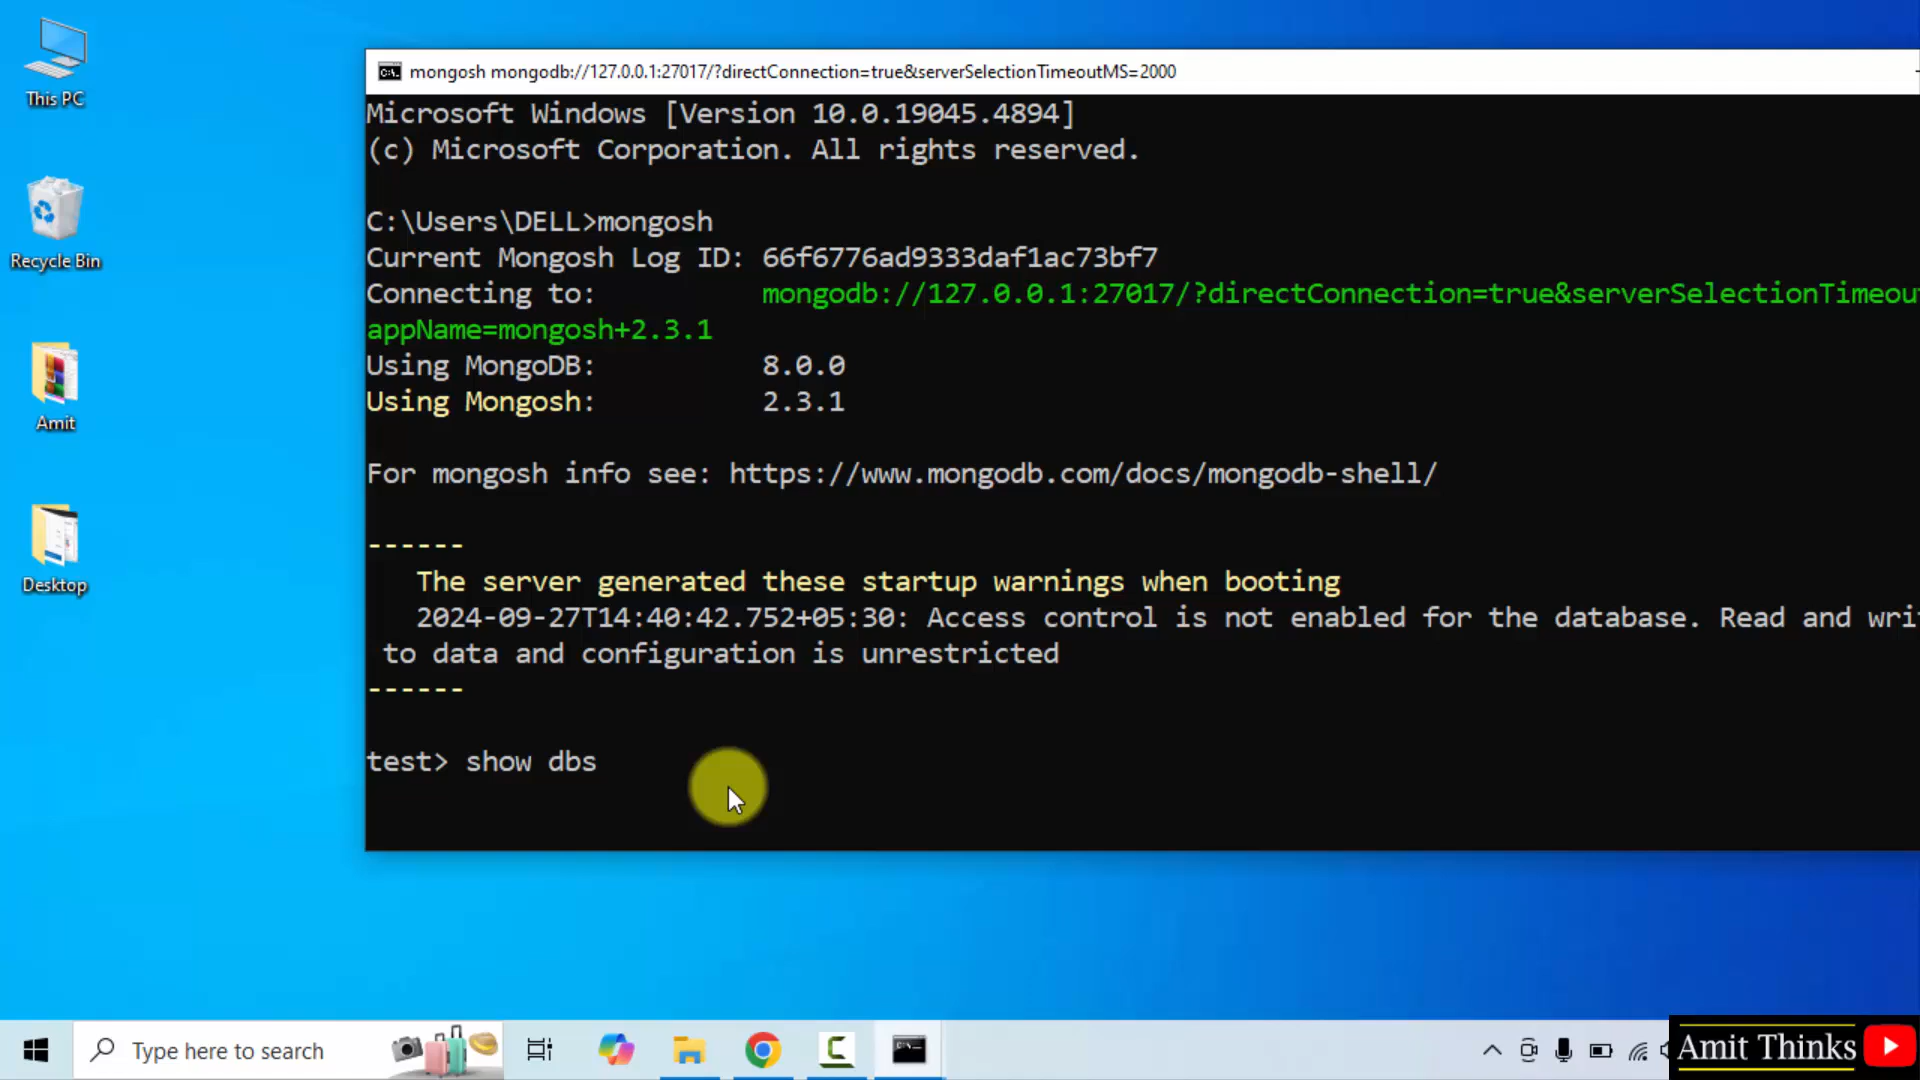 This PC
Recycle Bin
Amit
Desktop
mongosh mongodb://127.0.0.1:27017/?directConnection=true&serverSelectionTimeoutMS=2000
Microsoft Windows [Version 10.0.19045.4894]
(c) Microsoft Corporation. All rights reserved.
C:\Users\DELL>mongosh
Current Mongosh Log ID: 66f6776ad9333daf1ac73bf7
Connecting to: mongodb://127.0.0.1:27017/?directConnection=true&serverSelectionTimeou
appName=mongosh+2.3.1
Using MongoDB: 8.0.0
Using Mongosh: 2.3.1
For mongosh info see: https://www.mongodb.com/docs/mongodb-shell/
------
The server generated these startup warnings when booting
2024-09-27T14:40:42.752+05:30: Access control is not enabled for the database. Read and wri
to data and configuration is unrestricted
------
test> show dbs
Type here to search
Amit Thinks